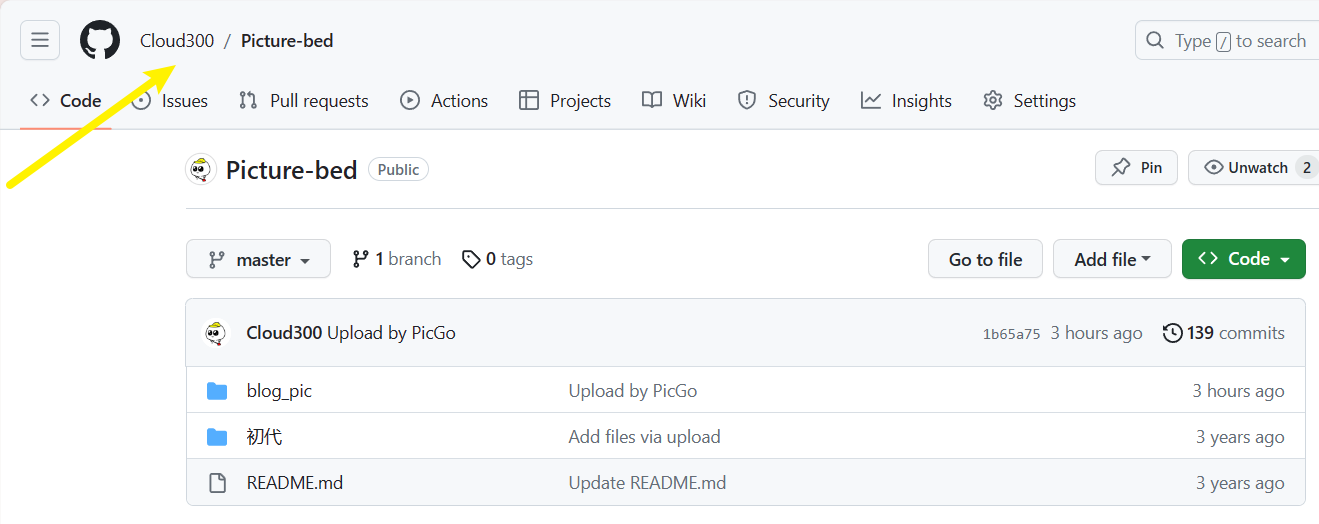 Cloud300 / Picture-bed Type / to search
Code Issues Pull requests Actions Projects Wiki Security Insights Settings
Picture-bed Public Pin Unwatch 2
master 1 branch 0 tags Go to file Add file Code
Cloud300 Upload by PicGo 1b65a75 3 hours ago 139 commits
blog_pic Upload by PicGo 3 hours ago
初代 Add files via upload 3 years ago
README.md Update README.md 3 years ago